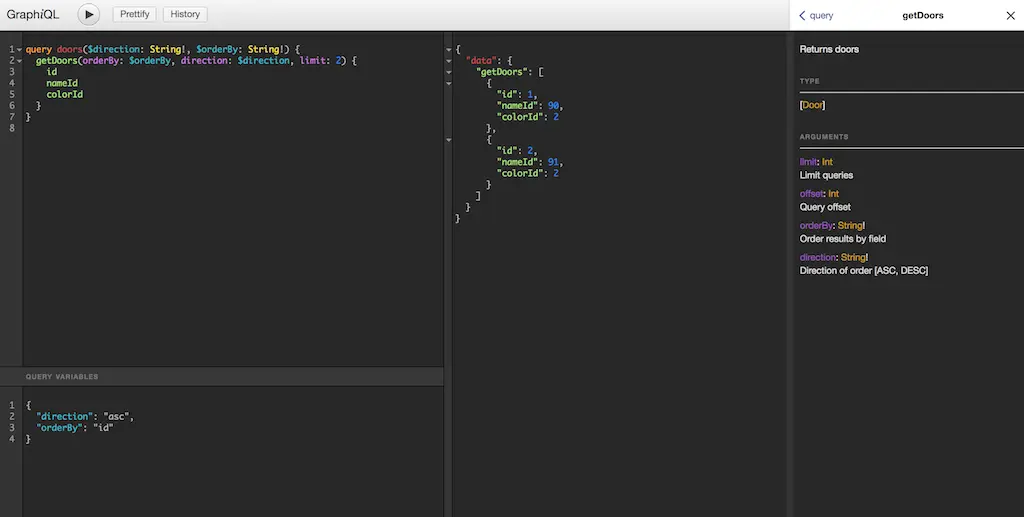 GraphiQL
Prettify
History
query
getDoors
1 query doors($direction: String!, $orderBy: String!) {
2 getDoors(orderBy: $orderBy, direction: $direction, limit: 2) {
3 id
4 nameId
5 colorId
6 }
7 }
8
QUERY VARIABLES
1 {
2 "direction": "asc",
3 "orderBy": "id"
4 }
{
"data": {
"getDoors": [
{
"id": 1,
"nameId": 90,
"colorId": 2
},
{
"id": 2,
"nameId": 91,
"colorId": 2
}
]
}
}
Returns doors
TYPE
[Door]
ARGUMENTS
limit: Int
Limit queries
offset: Int
Query offset
orderBy: String!
Order results by field
direction: String!
Direction of order [ASC, DESC]